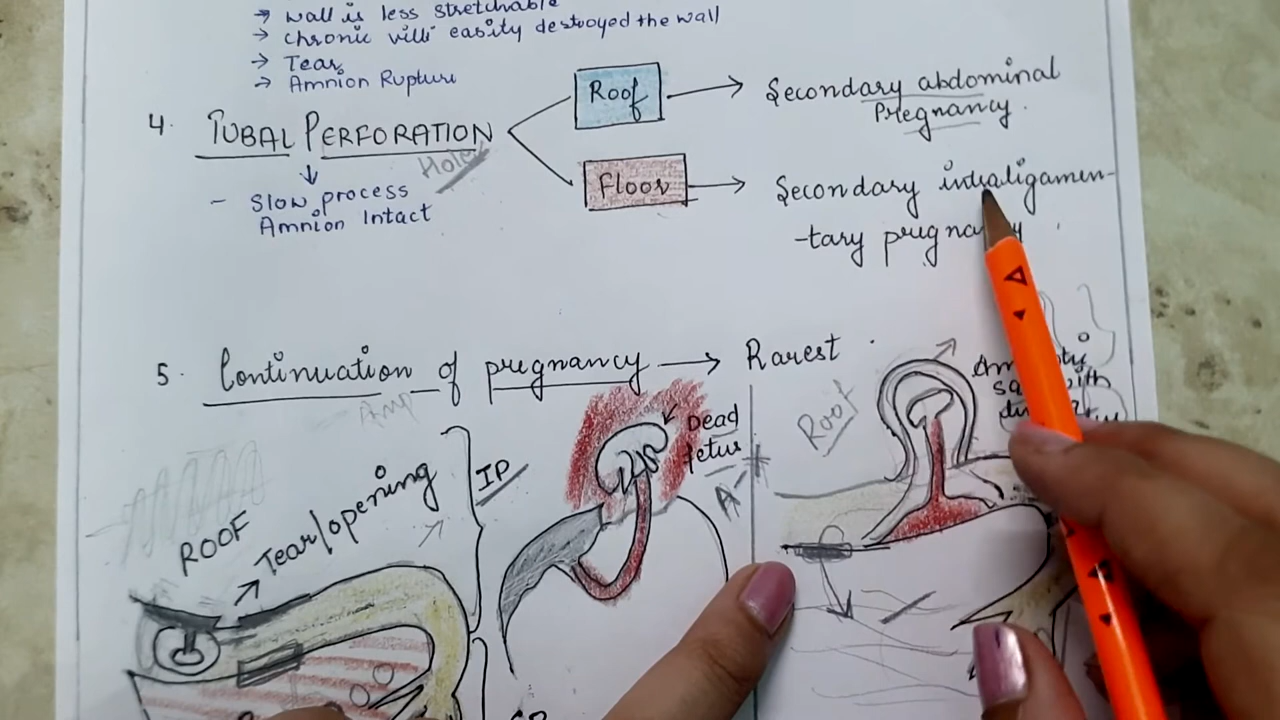 → wall is less stretchable
→ chronic villi easity destroyed the wall
→ Tear
→ Amnion Rupture
4. TUBAL PERFORATION
Hole
- Slow process
Amnion Intact
Roof → Secondary abdominal
Pregnancy.
Floor → Secondary intraligamen-
-tary
5. Continuation of pregnancy → Rarest
Amp
ROOF
Tear/opening
IP
Dead
fetus
A
Roof